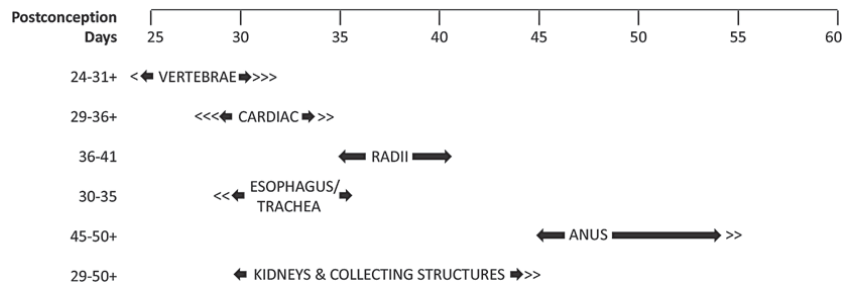 Postconception
Days
25 30 35 40 45 50 55 60
24-31+ < VERTEBRAE >>>
29-36+ <<< CARDIAC >>
36-41 RADII
30-35 << ESOPHAGUS/
TRACHEA
45-50+ ANUS >>
29-50+ KIDNEYS & COLLECTING STRUCTURES >>